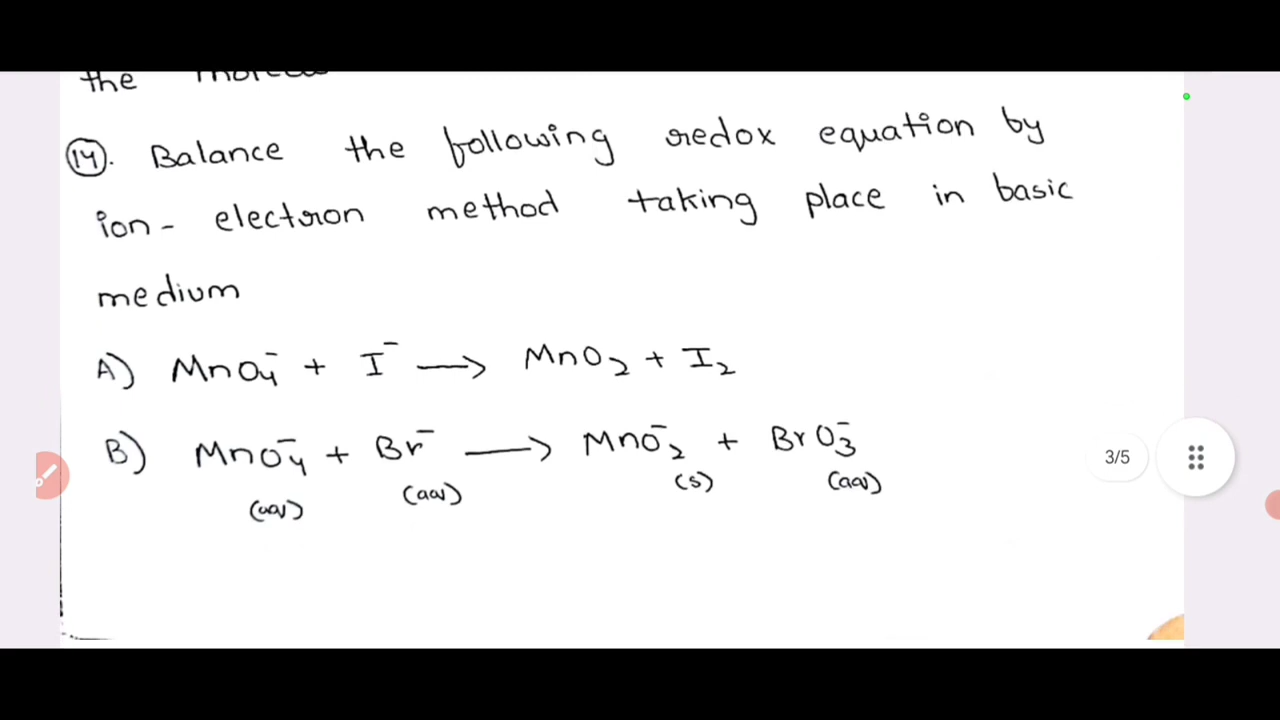 the
14. Balance the following redox equation by
ion- electron method taking place in basic
medium
A) MnO₄⁻ + I⁻ ⟶ MnO₂ + I₂
B) MnO₄⁻ + Br⁻ ⟶ MnO₂⁻ + BrO₃⁻
(aq) (aq) (s) (aq)
3/5